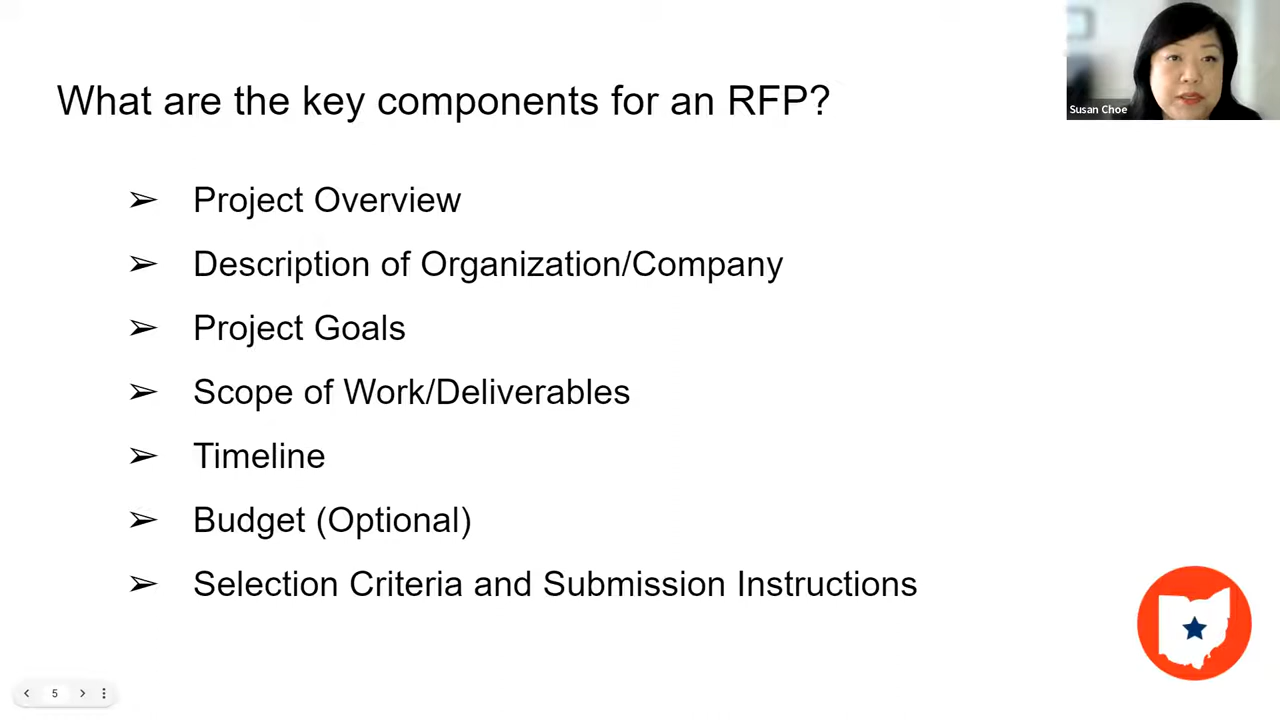 What are the key components for an RFP?
Susan Choe
➢ Project Overview
➢ Description of Organization/Company
➢ Project Goals
➢ Scope of Work/Deliverables
➢ Timeline
➢ Budget (Optional)
➢ Selection Criteria and Submission Instructions
5